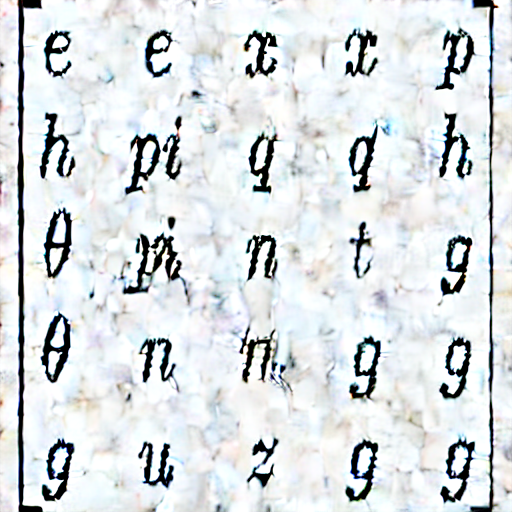 e e x x p
h pi q q h
θ pi n t g
θ n n g g
g u z g g